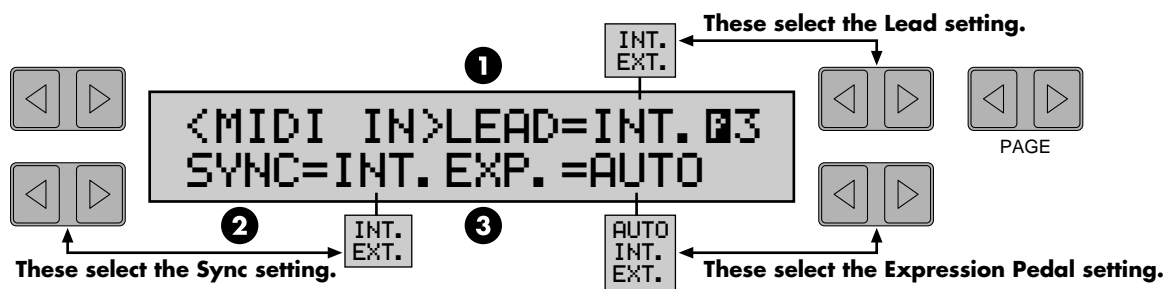 These select the Lead setting.
INT.
EXT.
1
<MIDI IN>LEAD=INT. P3
SYNC=INT. EXP. =AUTO
PAGE
2
INT.
EXT.
3
AUTO
INT.
EXT.
These select the Sync setting.
These select the Expression Pedal setting.